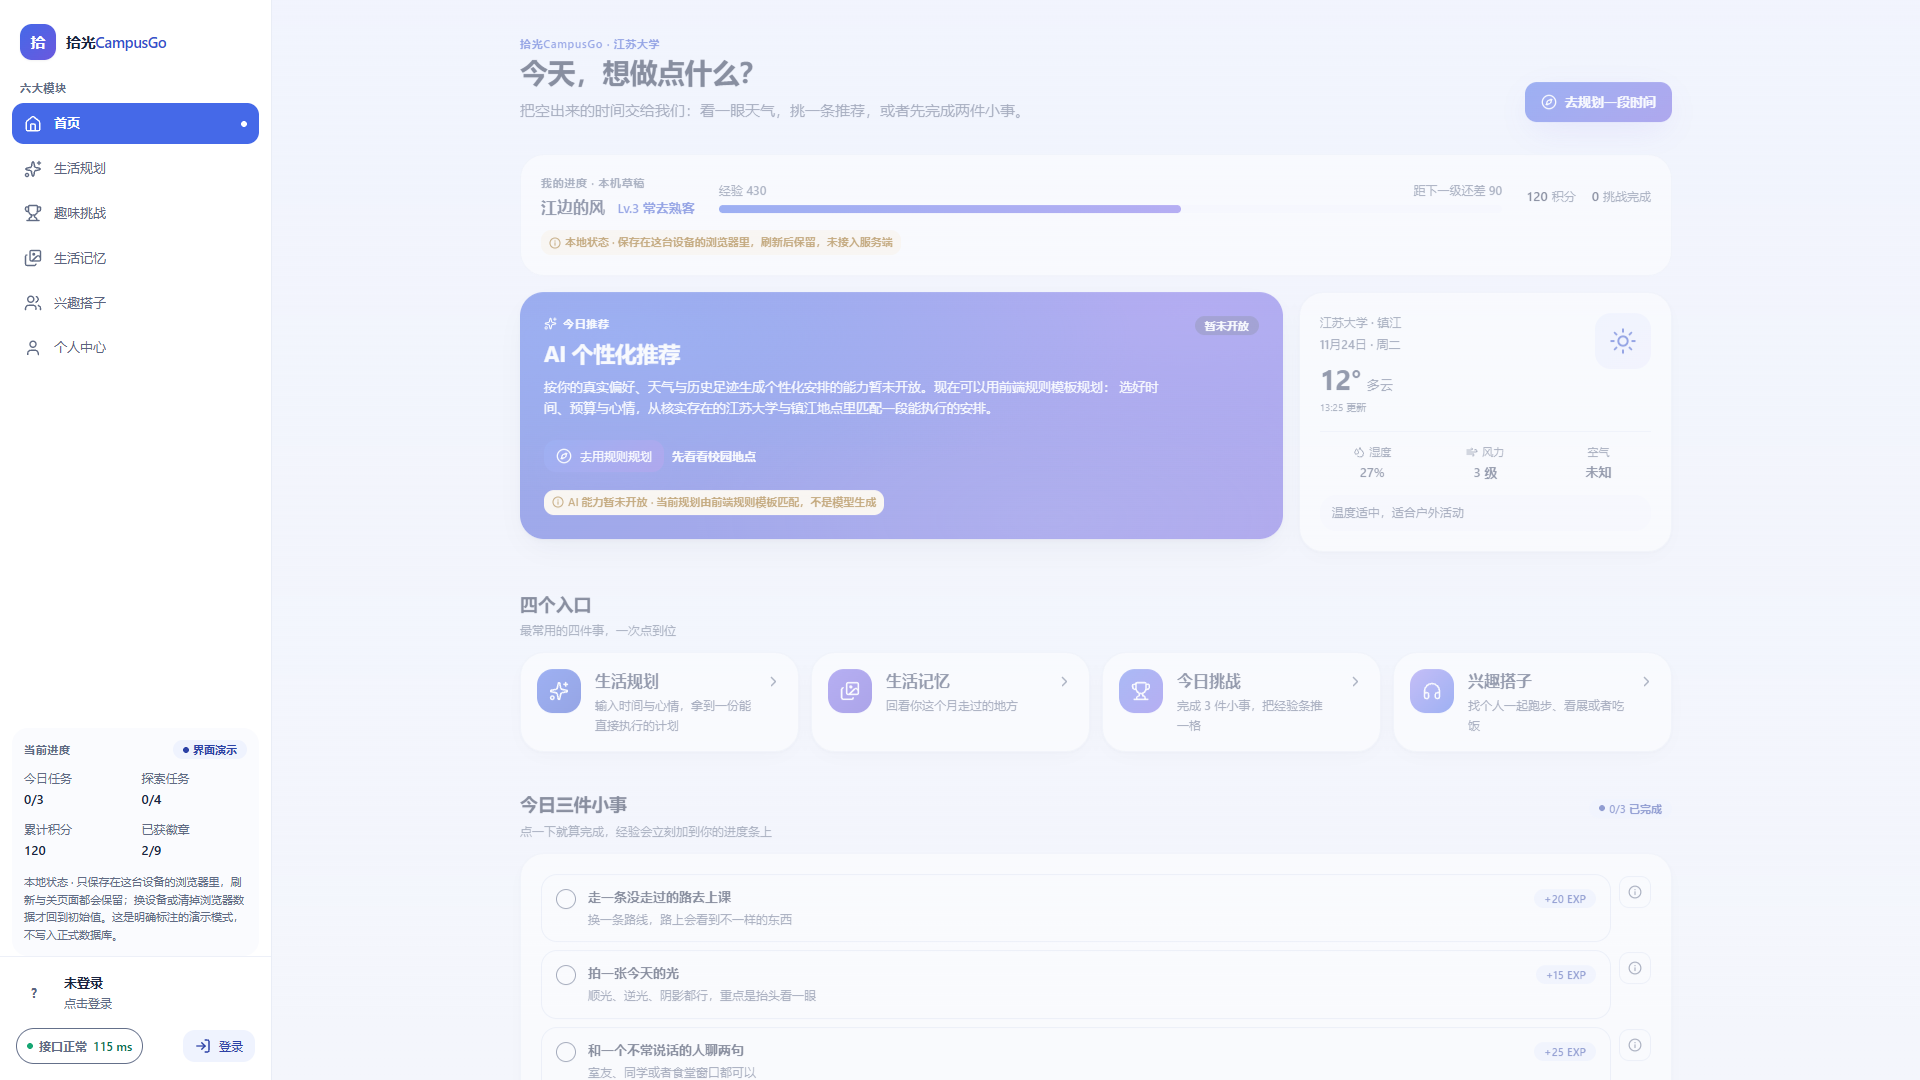 拾 拾光CampusGo
六大模块
首页
生活规划
趣味挑战
生活记忆
兴趣搭子
个人中心
当前进度 界面演示
今日任务 探索任务
0/3 0/4
累计积分 已获徽章
120 2/9
本地状态 · 只保存在这台设备的浏览器里，刷
新与关页面都会保留；换设备或清掉浏览器数
据才回到初始值。这是明确标注的演示模式，
不写入正式数据库。
? 未登录
点击登录
接口正常 115 ms 登录
拾光CampusGo · 江苏大学
今天，想做点什么？
把空出来的时间交给我们：看一眼天气，挑一条推荐，或者先完成两件小事。
去规划一段时间
我的进度 · 本机草稿
江边的风 Lv.3 常去熟客
经验 430 距下一级还差 90
120 积分 0 挑战完成
本地状态 · 保存在这台设备的浏览器里，刷新后保留，未接入服务端
今日推荐 暂未开放
AI 个性化推荐
按你的真实偏好、天气与历史足迹生成个性化安排的能力暂未开放。现在可以用前端规则模板规划： 选好时
间、预算与心情，从核实存在的江苏大学与镇江地点里匹配一段能执行的安排。
去用规则规划 先看看校园地点
AI 能力暂未开放 · 当前规划由前端规则模板匹配，不是模型生成
江苏大学 · 镇江
11月24日 · 周二
12° 多云
13:25 更新
湿度 风力 空气
27% 3 级 未知
温度适中，适合户外活动
四个入口
最常用的四件事，一次点到位
生活规划
输入时间与心情，拿到一份能
直接执行的计划
生活记忆
回看你这个月走过的地方
今日挑战
完成 3 件小事，把经验条推
一格
兴趣搭子
找个人一起跑步、看展或者吃
饭
今日三件小事
点一下就算完成，经验会立刻加到你的进度条上
0/3 已完成
走一条没走过的路去上课
换一条路线，路上会看到不一样的东西
+20 EXP
拍一张今天的光
顺光、逆光、阴影都行，重点是抬头看一眼
+15 EXP
和一个不常说话的人聊两句
室友、同学或者食堂窗口都可以
+25 EXP